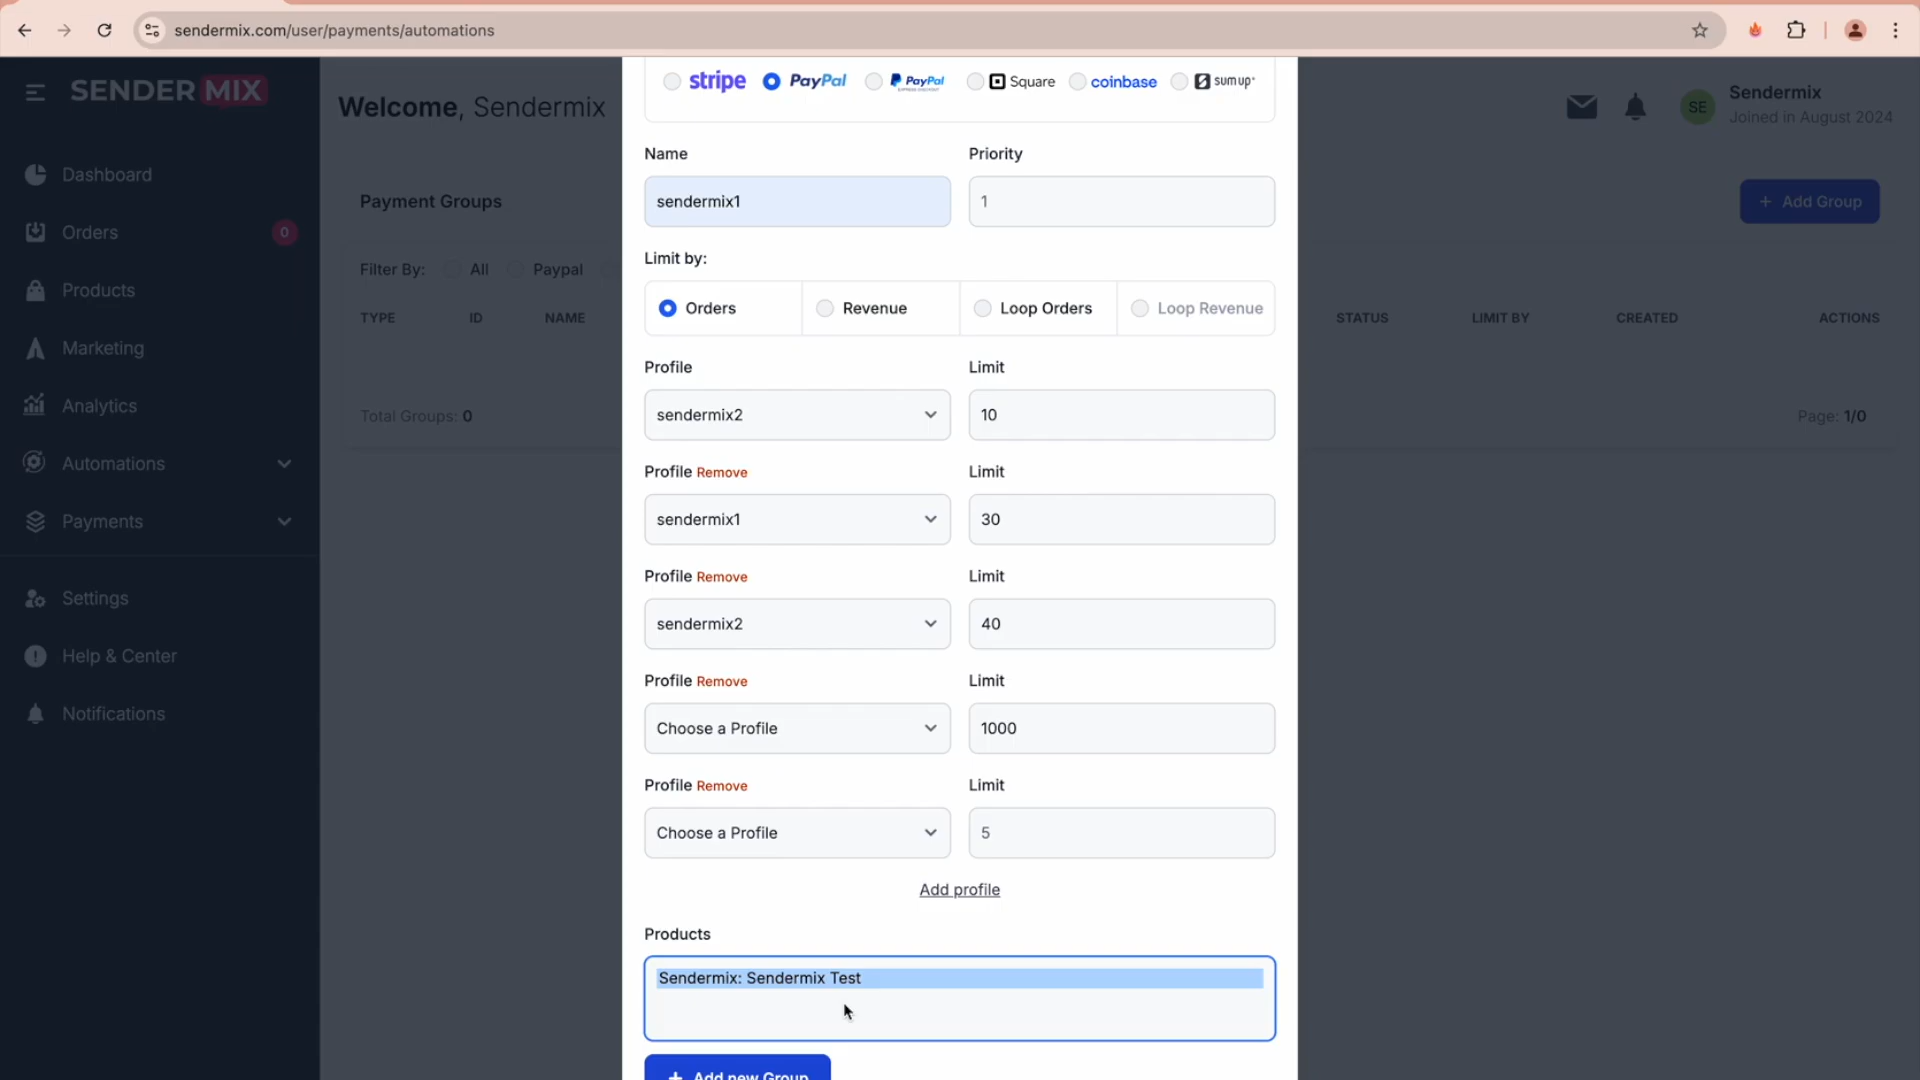 sendermix.com/user/payments/automations
SENDER MIX
Welcome, Sendermix
SE
Sendermix
Joined in August 2024
Dashboard
Orders 0
Products
Marketing
Analytics
Automations
Payments
Settings
Help & Center
Notifications
Payment Groups
+ Add Group
Filter By: All Paypal
TYPE ID NAME STATUS LIMIT BY CREATED ACTIONS
Total Groups: 0
Page: 1/0
stripe PayPal PayPal Square coinbase sumup
Name Priority
sendermix1 1
Limit by:
Orders Revenue Loop Orders Loop Revenue
Profile Limit
sendermix2 10
Profile Remove Limit
sendermix1 30
Profile Remove Limit
sendermix2 40
Profile Remove Limit
Choose a Profile 1000
Profile Remove Limit
Choose a Profile 5
Add profile
Products
Sendermix: Sendermix Test
+ Add new Group